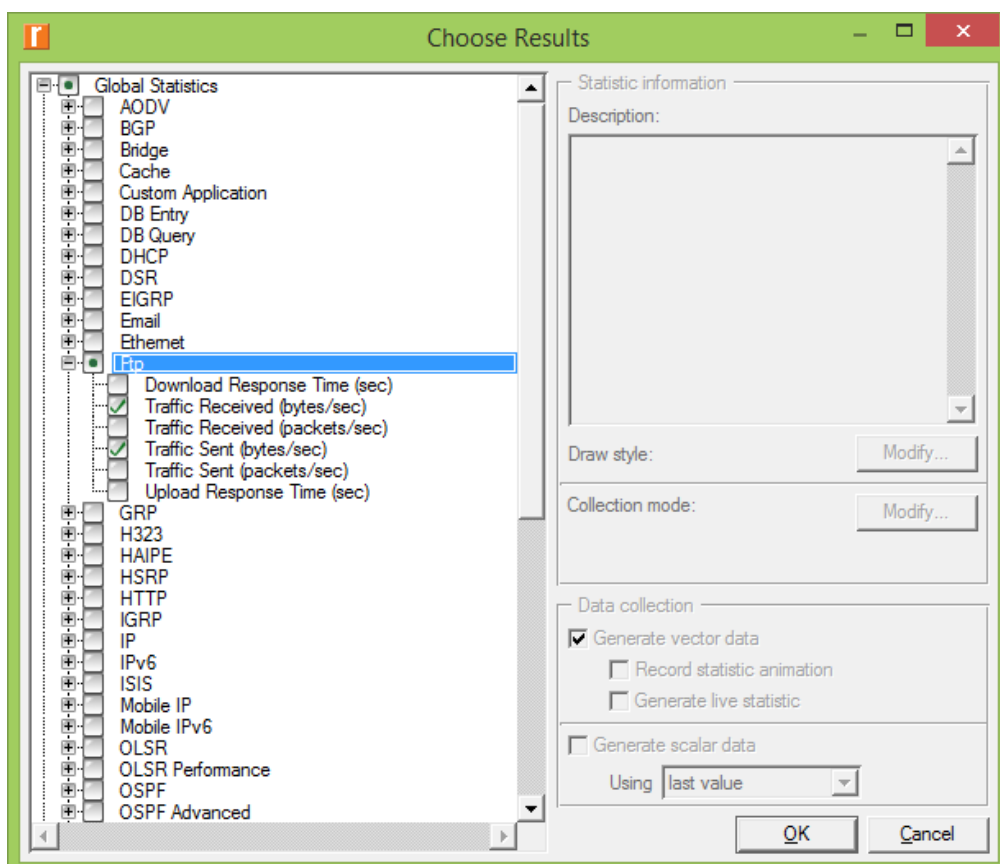 Choose Results
Global Statistics
AODV
BGP
Bridge
Cache
Custom Application
DB Entry
DB Query
DHCP
DSR
EIGRP
Email
Ethernet
Ftp
Download Response Time (sec)
Traffic Received (bytes/sec)
Traffic Received (packets/sec)
Traffic Sent (bytes/sec)
Traffic Sent (packets/sec)
Upload Response Time (sec)
GRP
H323
HAIPE
HSRP
HTTP
IGRP
IP
IPv6
ISIS
Mobile IP
Mobile IPv6
OLSR
OLSR Performance
OSPF
OSPF Advanced
Statistic information
Description:
Draw style:
Modify...
Collection mode:
Modify...
Data collection
Generate vector data
Record statistic animation
Generate live statistic
Generate scalar data
Using last value
OK
Cancel